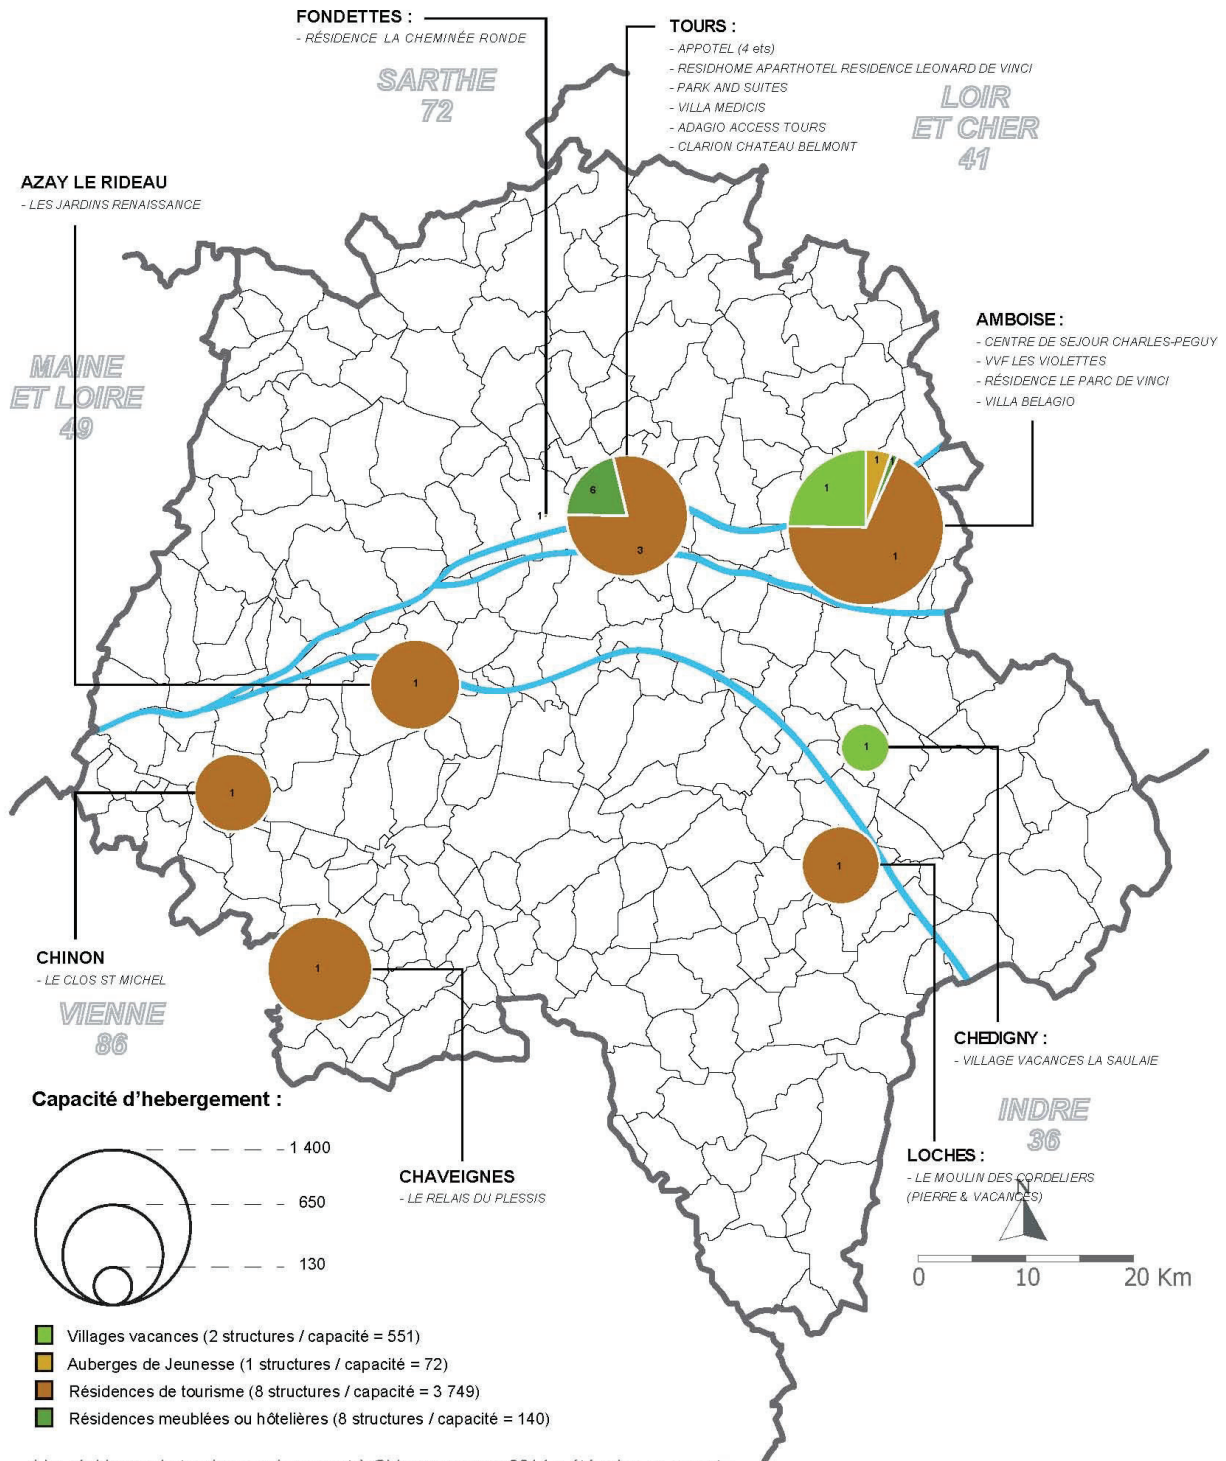 FONDETTES :
- RÉSIDENCE LA CHEMINÉE RONDE
TOURS :
- APPOTEL (4 ets)
- RESIDHOME APARTHOTEL RESIDENCE LEONARD DE VINCI
- PARK AND SUITES
- VILLA MEDICIS
- ADAGIO ACCESS TOURS
- CLARION CHATEAU BELMONT
SARTHE
72
LOIR
ET CHER
41
AZAY LE RIDEAU
- LES JARDINS RENAISSANCE
AMBOISE :
- CENTRE DE SEJOUR CHARLES-PEGUY
- VVF LES VIOLETTES
- RÉSIDENCE LE PARC DE VINCI
- VILLA BELAGIO
MAINE
ET LOIRE
49
1
6
3
1
1
1
1
1
1
1
1
1
CHINON
- LE CLOS ST MICHEL
VIENNE
86
CHEDIGNY :
- VILLAGE VACANCES LA SAULAIE
INDRE
36
LOCHES :
- LE MOULIN DES CORDELIERS
(PIERRE & VACANCES)
CHAVEIGNES
- LE RELAIS DU PLESSIS
N
0 10 20 Km
Capacité d'hebergement :
1 400
650
130
Villages vacances (2 structures / capacité = 551)
Auberges de Jeunesse (1 structures / capacité = 72)
Résidences de tourisme (8 structures / capacité = 3 749)
Résidences meublées ou hôtelières (8 structures / capacité = 140)